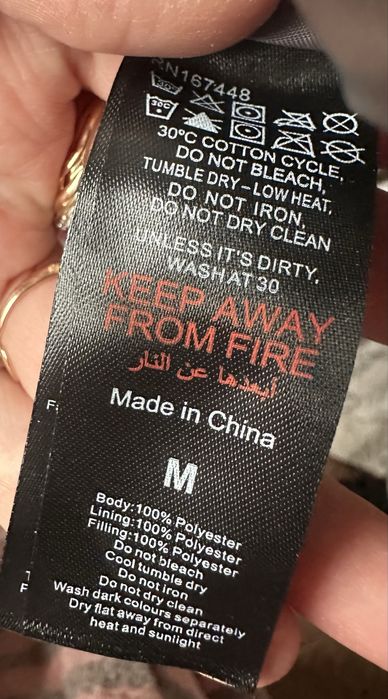 RN167448
30°C COTTON CYCLE,
DO NOT BLEACH,
TUMBLE DRY-LOW HEAT,
DO NOT IRON,
DO NOT DRY CLEAN
UNLESS IT'S DIRTY,
WASH AT 30
KEEP AWAY
FROM FIRE
أبعدها عن النار
Made in China
F:
M
Body:100% Polyester
Lining:100% Polyester
Filling:100% Polyester
Do not bleach
Cool tumble dry
Do not iron
Do not dry clean
Wash dark colours separately
Dry flat away from direct
heat and sunlight
F